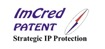 ImCred
PATENT
Strategic IP Protection